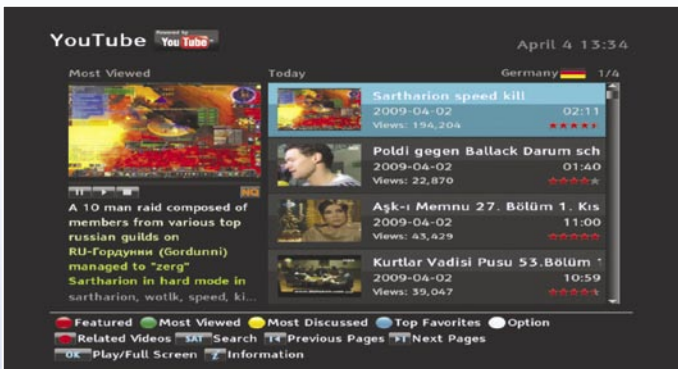 YouTube Powered by YouTube
April 4 13:34
Most Viewed
Today
Germany 1/4
Sartharion speed kill
2009-04-02 02:11
Views: 194,204
Poldi gegen Ballack Darum sch
2009-04-02 01:40
Views: 22,870
Aşk-ı Memnu 27. Bölüm 1. Kıs
2009-04-02 11:00
Views: 43,429
Kurtlar Vadisi Pusu 53.Bölüm
2009-04-02 10:59
Views: 39,047
HQ
A 10 man raid composed of
members from various top
russian guilds on
RU-Гордунни (Gordunni)
managed to "zerg"
Sartharion in hard mode in
sartharion, wotlk, speed, ki...
Featured Most Viewed Most Discussed Top Favorites Option
Related Videos SAT Search Previous Pages Next Pages
OK Play/Full Screen i Information